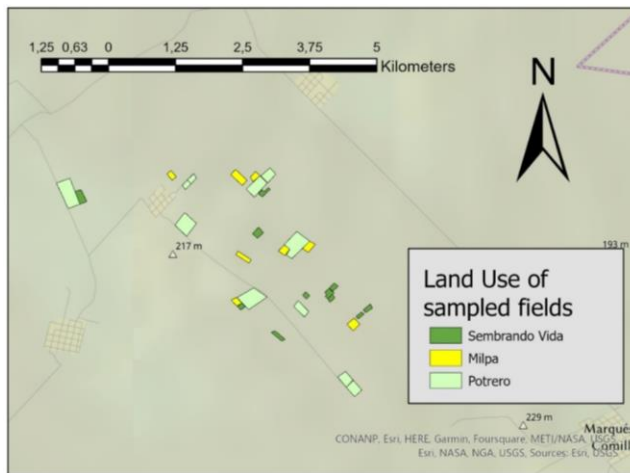 1,25 0,63 0 1,25 2,5 3,75 5
Kilometers
N
217 m
193 m
Land Use of
sampled fields
Sembrando Vida
Milpa
Potrero
229 m
Marqués
Comill
CONANP, Esri, HERE, Garmin, Foursquare, METI/NASA, USGS
Esri, NASA, NGA, USGS, Sources: Esri, USGS